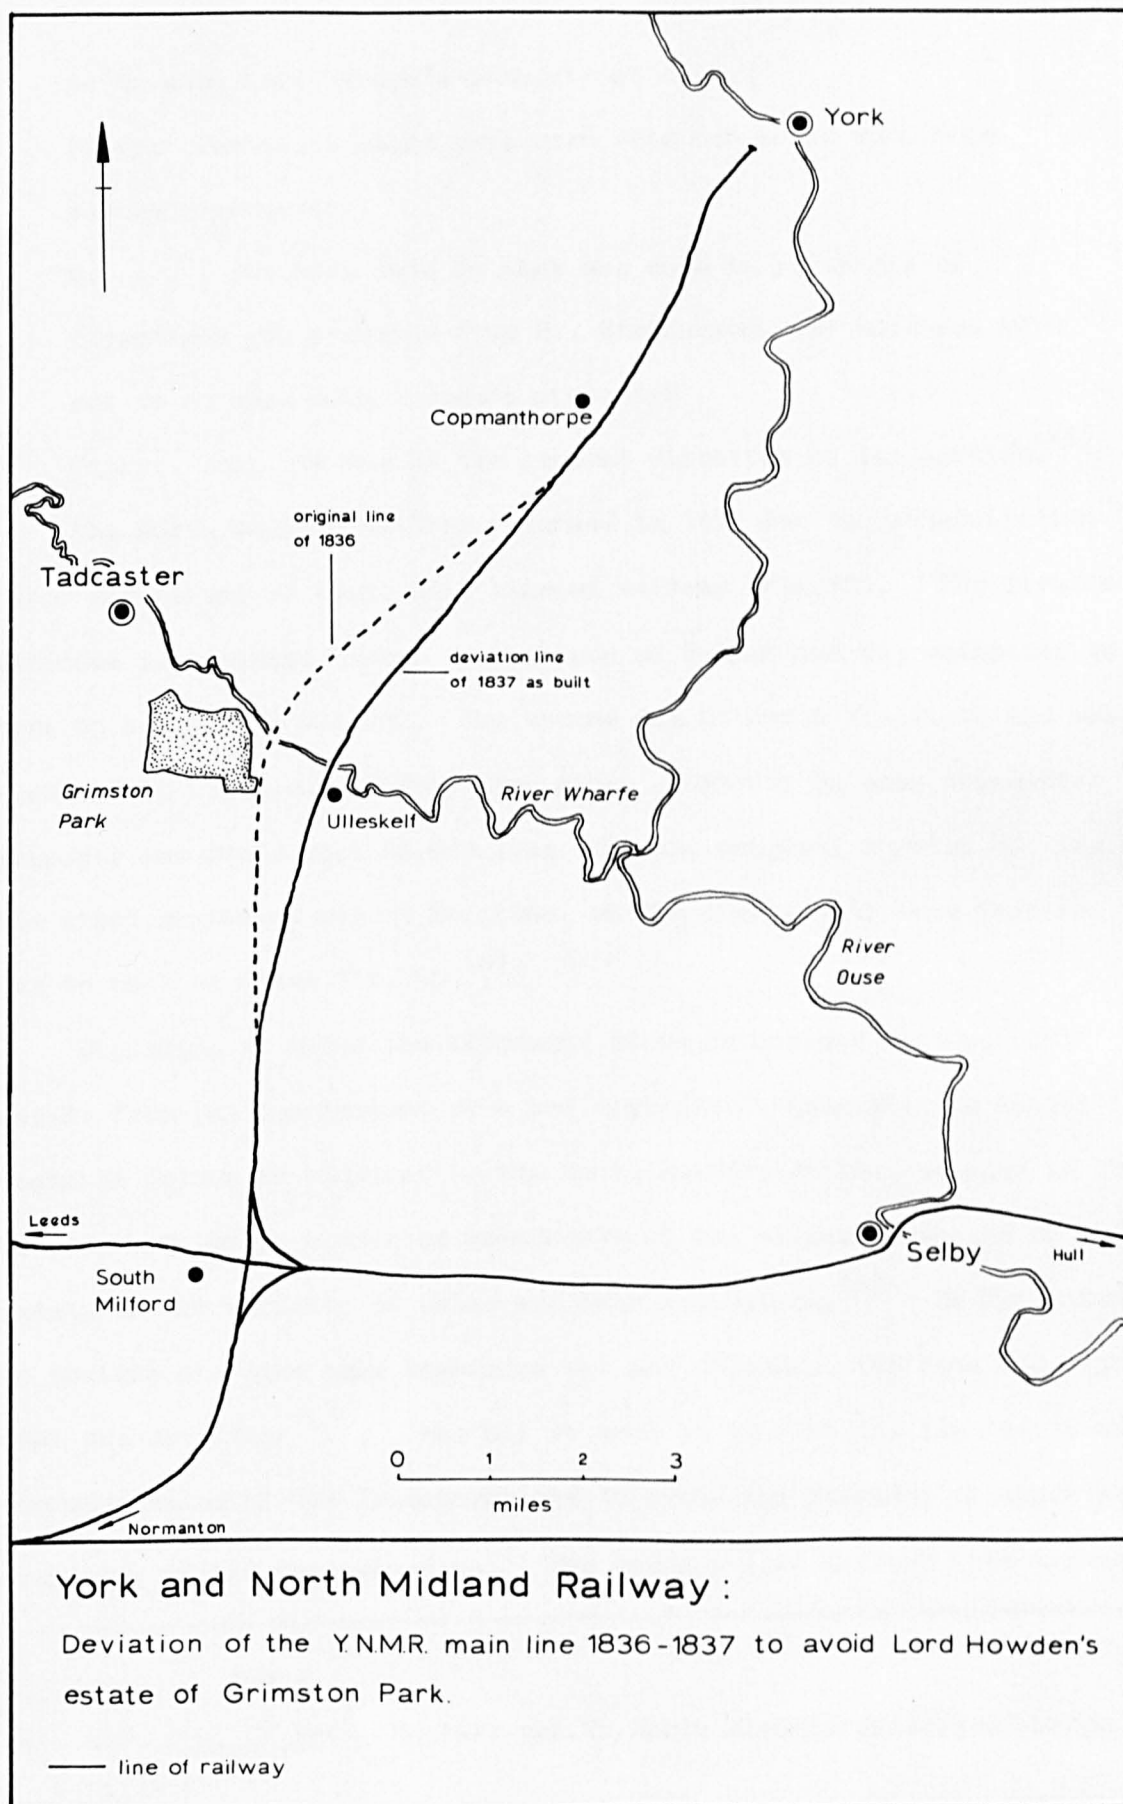 York
Copmanthorpe
original line
of 1836
Tadcaster
deviation line
of 1837 as built
Grimston
Park
River Wharfe
Ulleskelf
River
Ouse
Leeds
Selby
Hull
South
Milford
0 1 2 3
miles
Normanton
York and North Midland Railway:
Deviation of the Y.N.M.R. main line 1836-1837 to avoid Lord Howden's
estate of Grimston Park.
line of railway